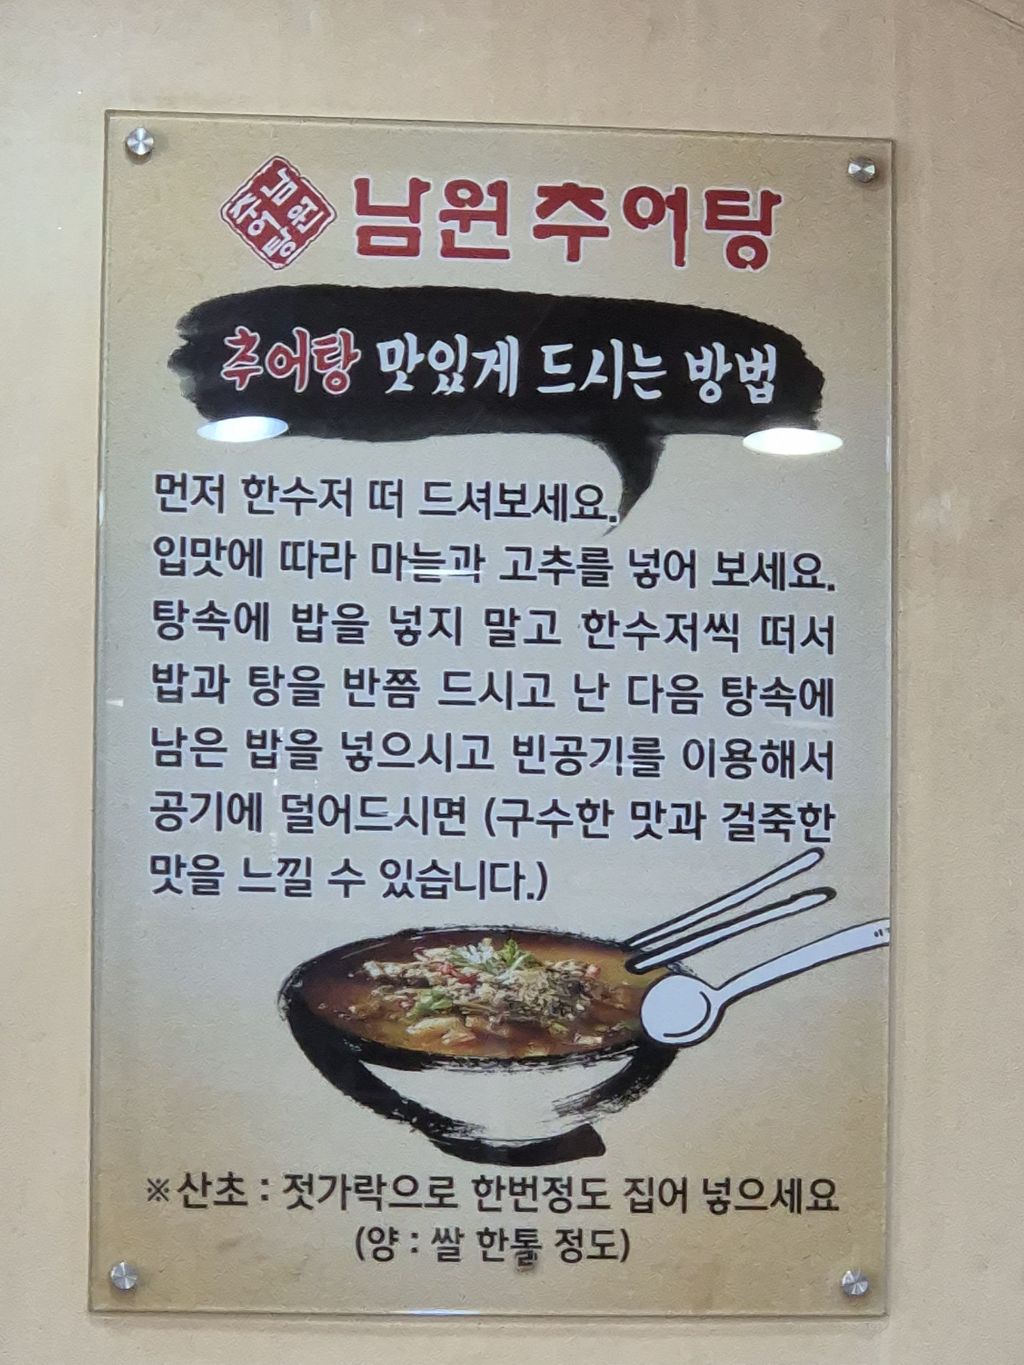 남원
추어탕
남원추어탕
추어탕 맛있게 드시는 방법
먼저 한수저 떠 드셔보세요.
입맛에 따라 마늘과 고추를 넣어 보세요.
탕속에 밥을 넣지 말고 한수저씩 떠서
밥과 탕을 반쯤 드시고 난 다음 탕속에
남은 밥을 넣으시고 빈공기를 이용해서
공기에 덜어드시면 (구수한 맛과 걸죽한
맛을 느낄 수 있습니다.)
※산초 : 젓가락으로 한번정도 집어 넣으세요
(양 : 쌀 한톨 정도)